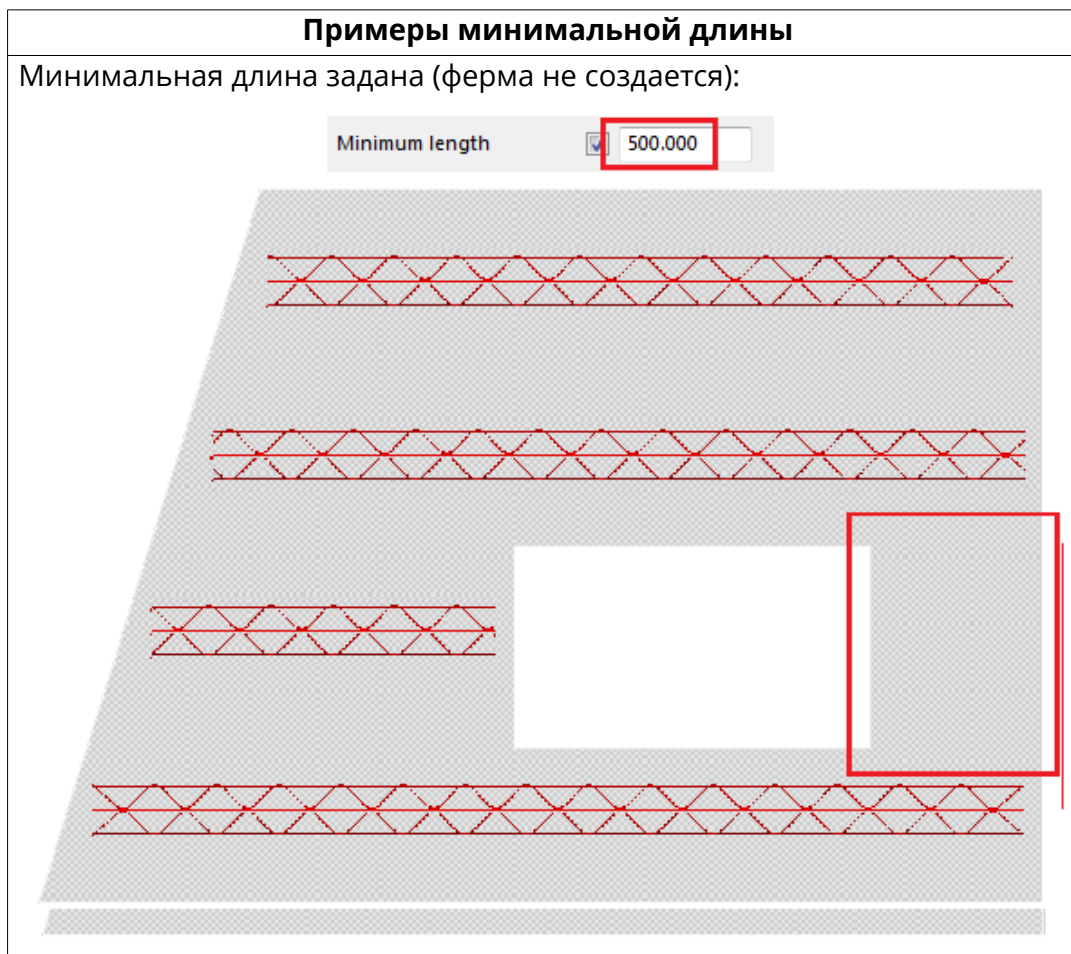 Примеры минимальной длины
Минимальная длина задана (ферма не создается):
Minimum length 500.000